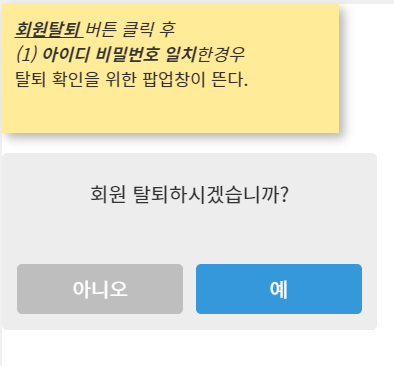 회원탈퇴 버튼 클릭 후
(1) 아이디 비밀번호 일치한경우
탈퇴 확인을 위한 팝업창이 뜬다.
회원 탈퇴하시겠습니까?
아니오 예